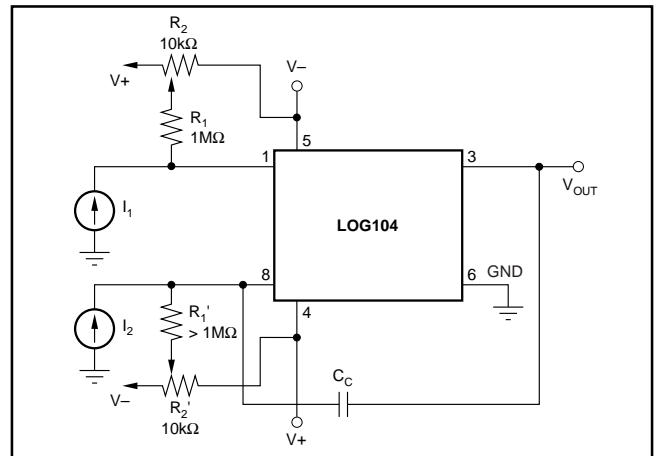 R2
10kΩ
V+
V–
R1
1MΩ
5
1
3
VOUT
I1
LOG104
8
6
GND
I2
R1'
> 1MΩ
4
V–
R2'
10kΩ
CC
V+